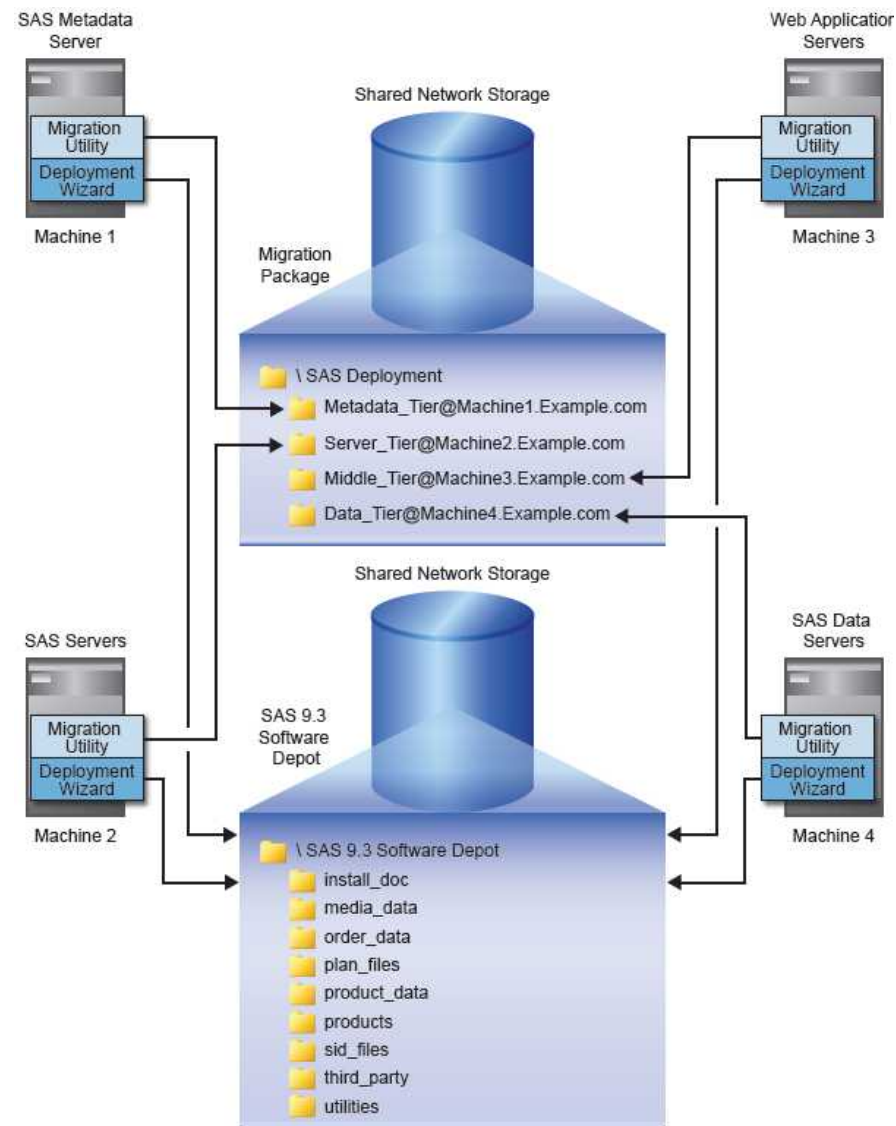 SAS Metadata
Server
Migration
Utility
Deployment
Wizard
Machine 1
Web Application
Servers
Migration
Utility
Deployment
Wizard
Machine 3
Shared Network Storage
Migration
Package
\ SAS Deployment
Metadata_Tier@Machine1.Example.com
Server_Tier@Machine2.Example.com
Middle_Tier@Machine3.Example.com
Data_Tier@Machine4.Example.com
SAS Servers
Migration
Utility
Deployment
Wizard
Machine 2
SAS Data
Servers
Migration
Utility
Deployment
Wizard
Machine 4
Shared Network Storage
SAS 9.3
Software
Depot
\ SAS 9.3 Software Depot
install_doc
media_data
order_data
plan_files
product_data
products
sid_files
third_party
utilities